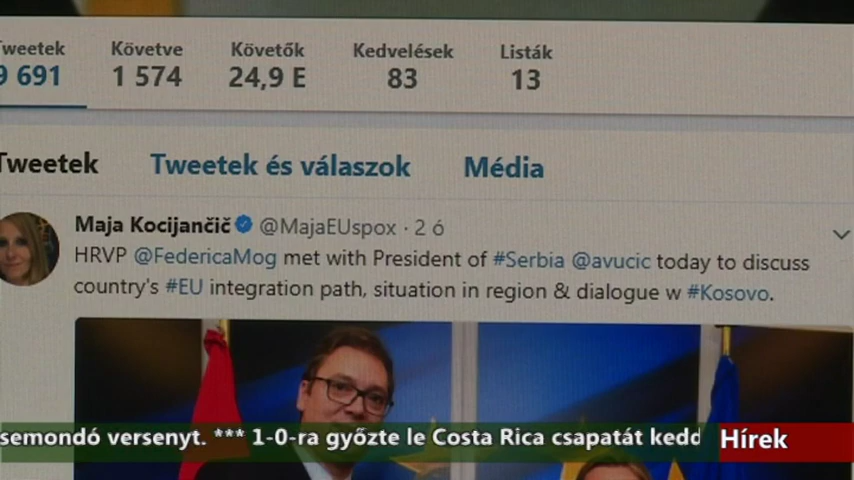 Tweetek Követve Követők Kedvelések Listák
9 691 1 574 24,9 E 83 13
Tweetek Tweetek és válaszok Média
Maja Kocijančič @MajaEUspox · 2 ó
HRVP @FedericaMog met with President of #Serbia @avucic today to discuss
country's #EU integration path, situation in region & dialogue w #Kosovo.
semondó versenyt. *** 1-0-ra győzte le Costa Rica csapatát kedd Hírek